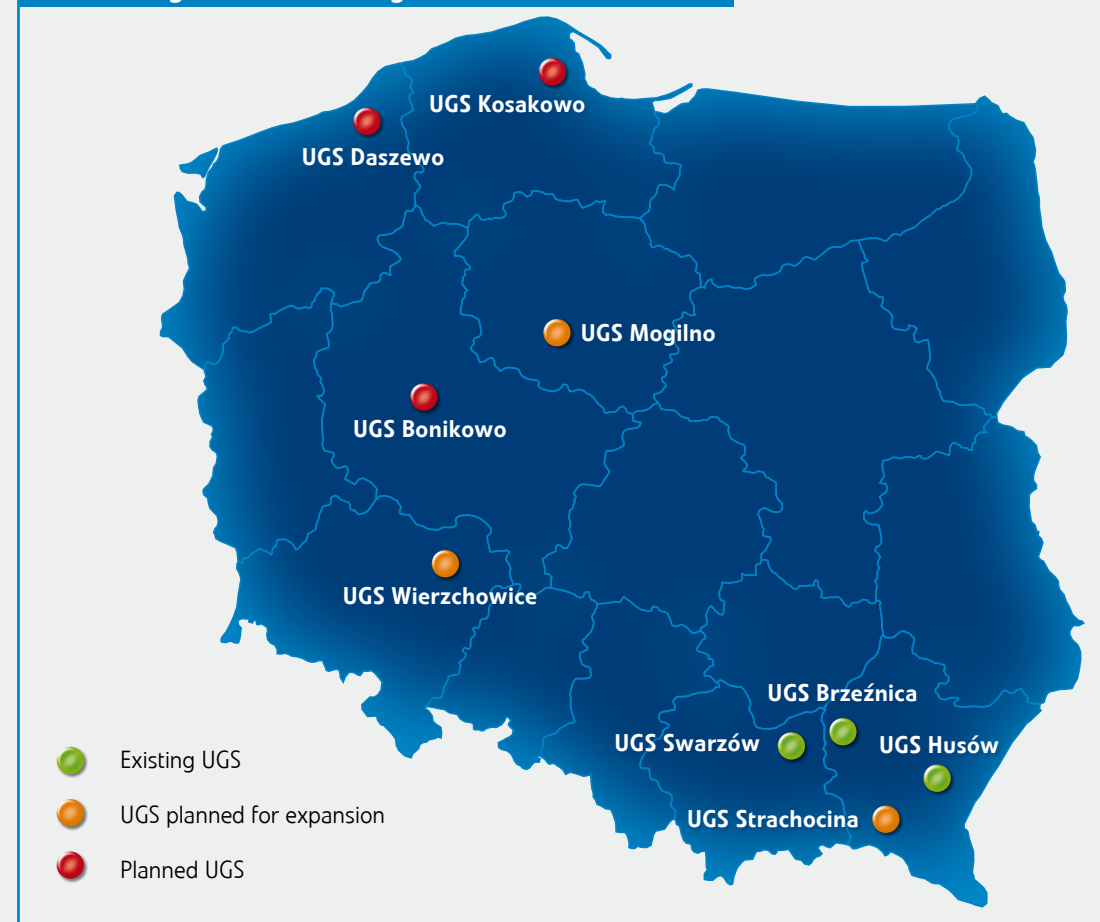 UGS Kosakowo
UGS Daszewo
UGS Mogilno
UGS Bonikowo
UGS Wierzchowice
UGS Brzeźnica
UGS Swarzów
UGS Husów
UGS Strachocina
Existing UGS
UGS planned for expansion
Planned UGS